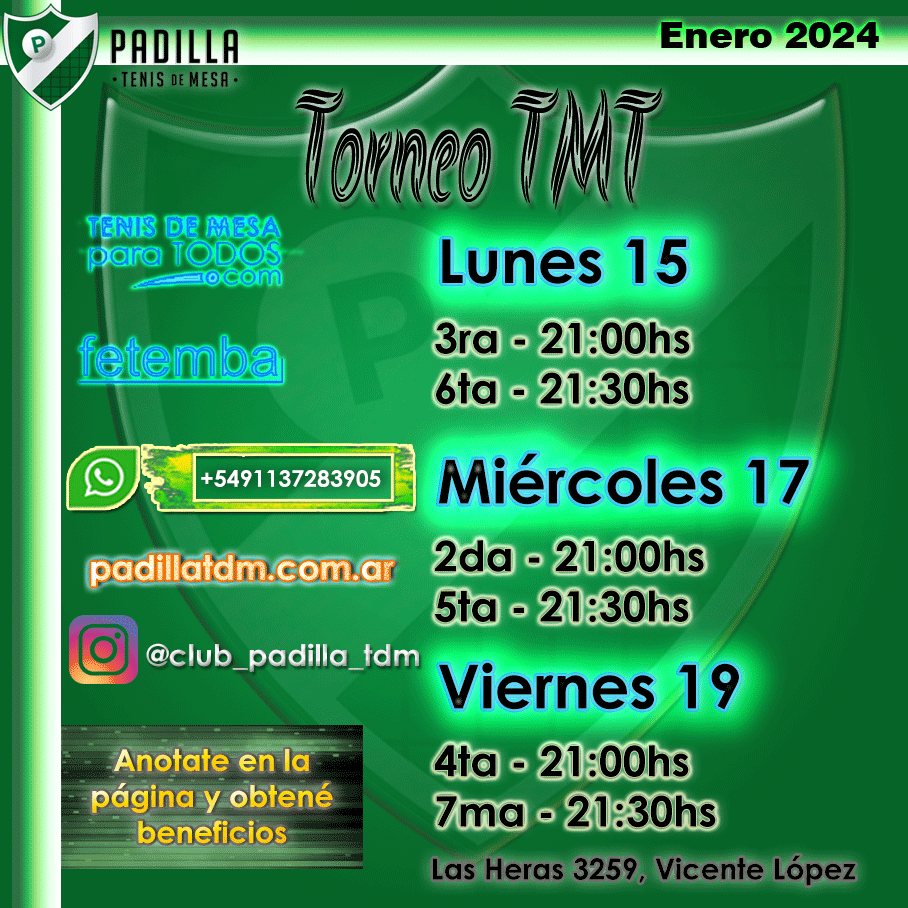 P
PADILLA
·TENIS DE MESA·
Enero 2024
Torneo TMT
TENIS DE MESA
para TODOS
.com
fetemba
+5491137283905
padillatdm.com.ar
@club_padilla_tdm
Anotate en la
página y obtené
beneficios
Lunes 15
3ra - 21:00hs
6ta - 21:30hs
Miércoles 17
2da - 21:00hs
5ta - 21:30hs
Viernes 19
4ta - 21:00hs
7ma - 21:30hs
Las Heras 3259, Vicente López